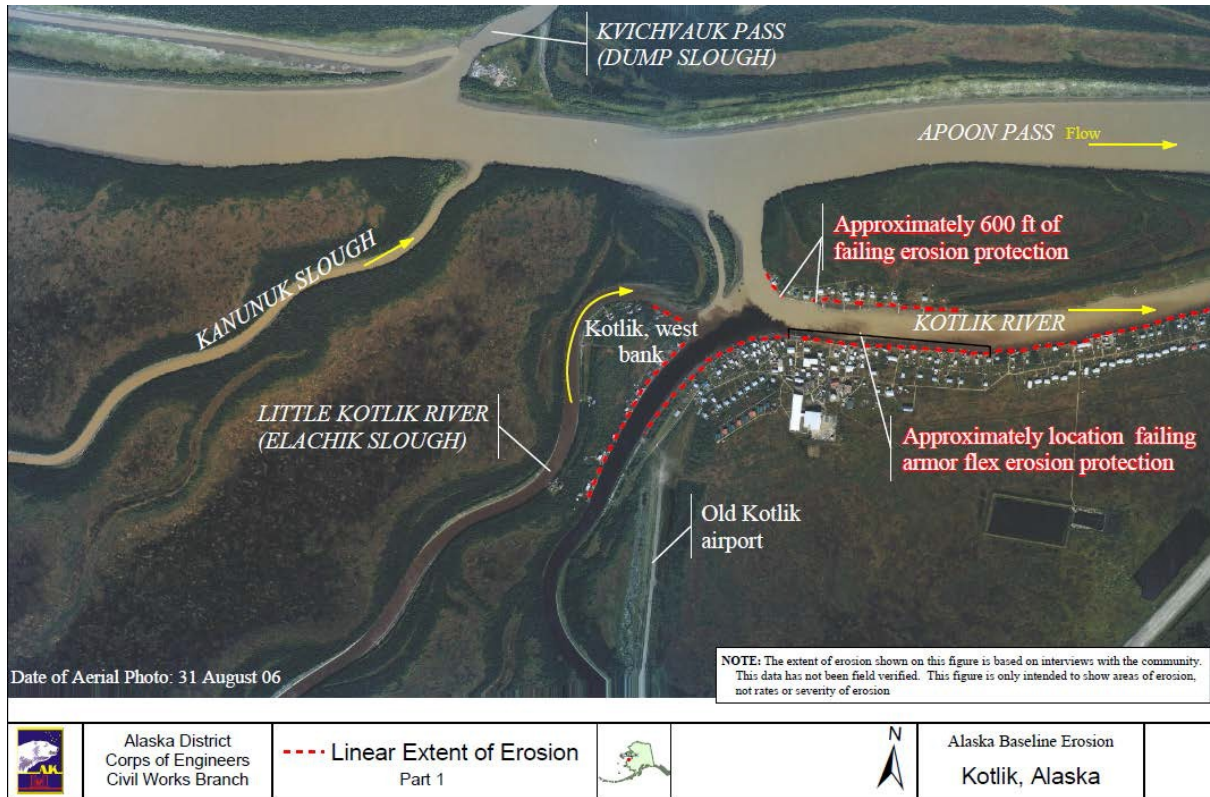 KVICHVAUK PASS
(DUMP SLOUGH)
APOON PASS Flow
Approximately 600 ft of
failing erosion protection
KANUNUK SLOUGH
KOTLIK RIVER
Kotlik, west
bank
LITTLE KOTLIK RIVER
(ELACHIK SLOUGH)
Approximately location failing
armor flex erosion protection
Old Kotlik
airport
Date of Aerial Photo: 31 August 06
NOTE: The extent of erosion shown on this figure is based on interviews with the community.
This data has not been field verified. This figure is only intended to show areas of erosion,
not rates or severity of erosion
AK
Alaska District
Corps of Engineers
Civil Works Branch
Linear Extent of Erosion
Part 1
N
Alaska Baseline Erosion
Kotlik, Alaska